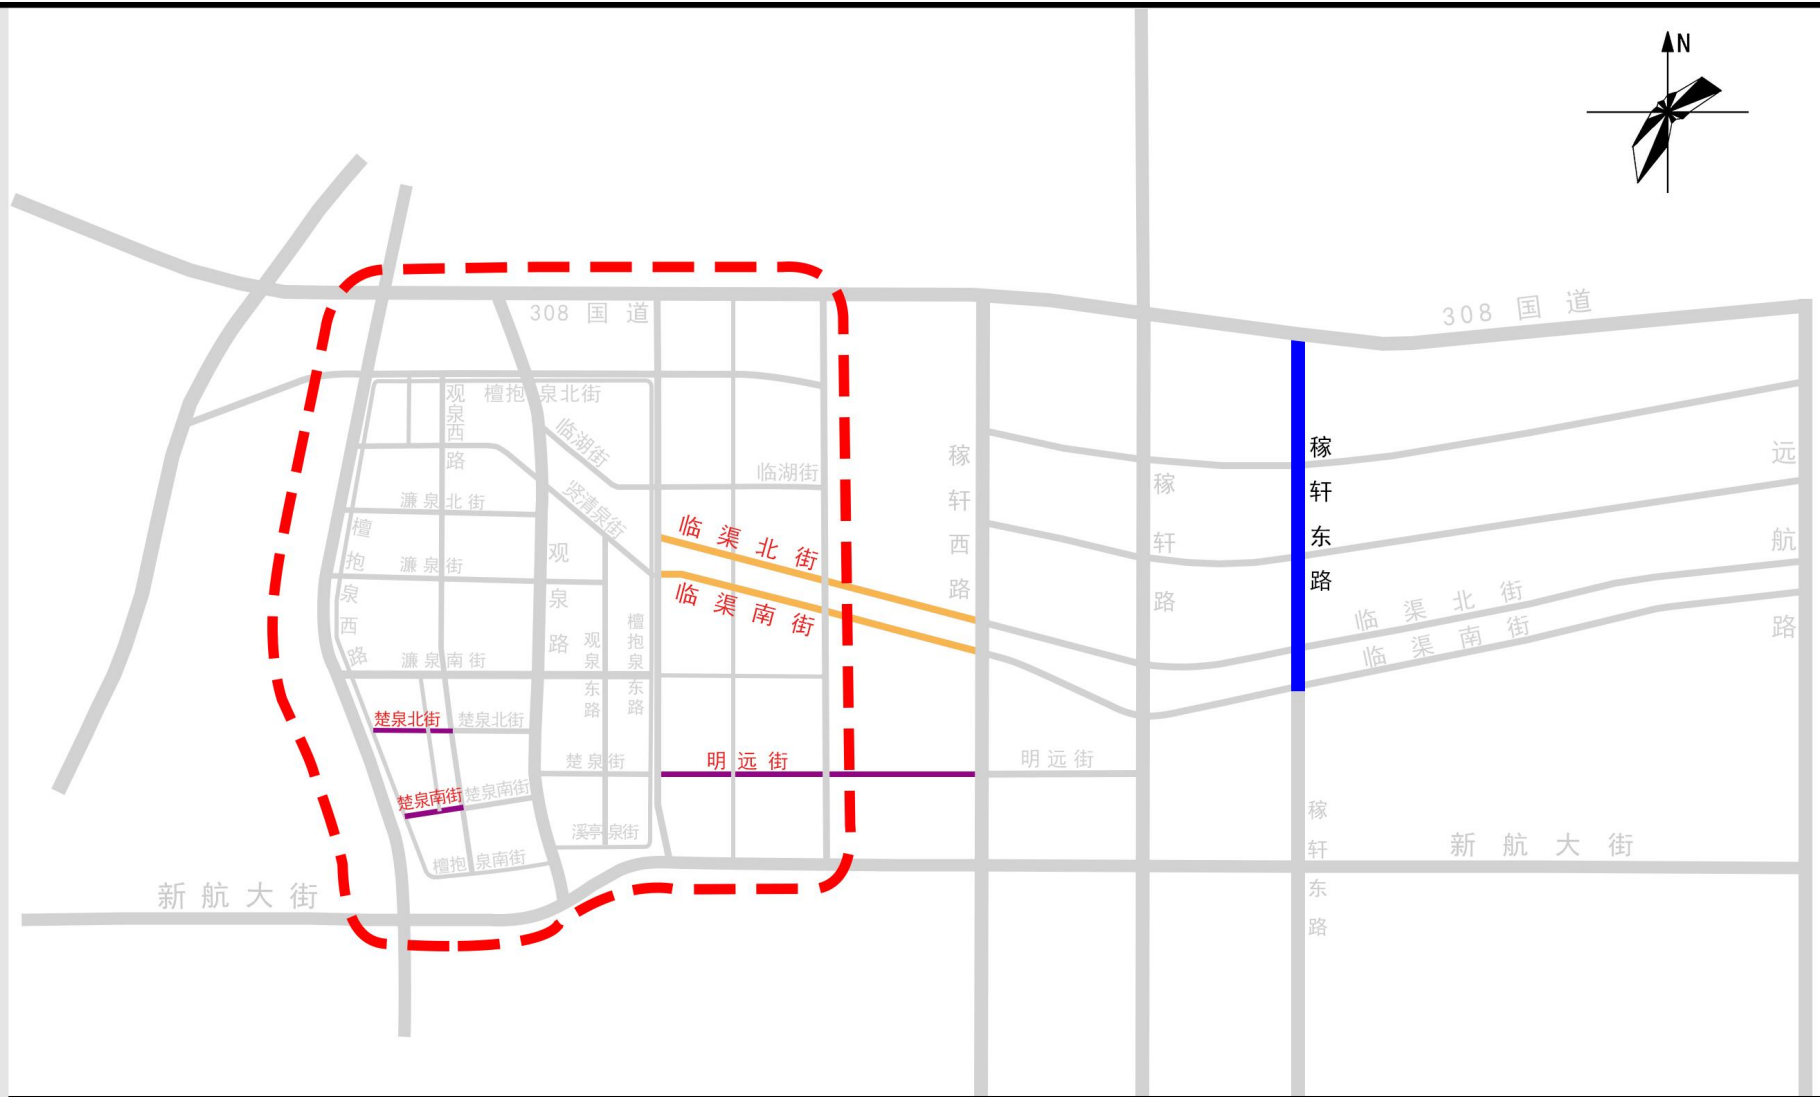 N
308 国 道
308 国 道
观泉西路
檀抱泉北街
临湖街
临湖街
贤清泉街
濂泉北街
檀抱泉西路
濂泉街
观泉路
临渠北街
临渠南街
稼轩西路
稼轩路
稼轩东路
远航路
临渠北街
临渠南街
观泉东路
檀抱泉东路
濂泉南街
楚泉北街
楚泉北街
楚泉街
明远街
明远街
楚泉南街
楚泉南街
溪亭泉街
檀抱泉南街
新航大街
新航大街
稼轩东路